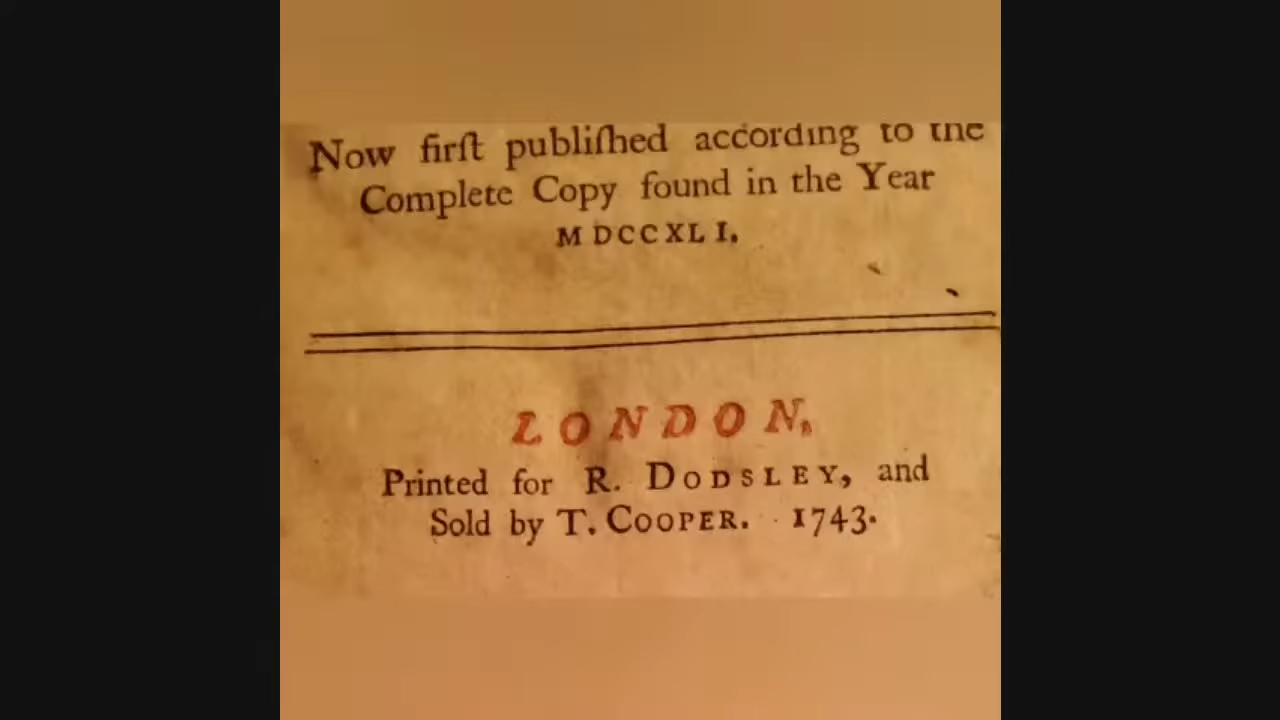 Now firſt publiſhed according to the
Complete Copy found in the Year
MDCCXLI.
LONDON,
Printed for R. DODSLEY, and
Sold by T. COOPER. 1743.